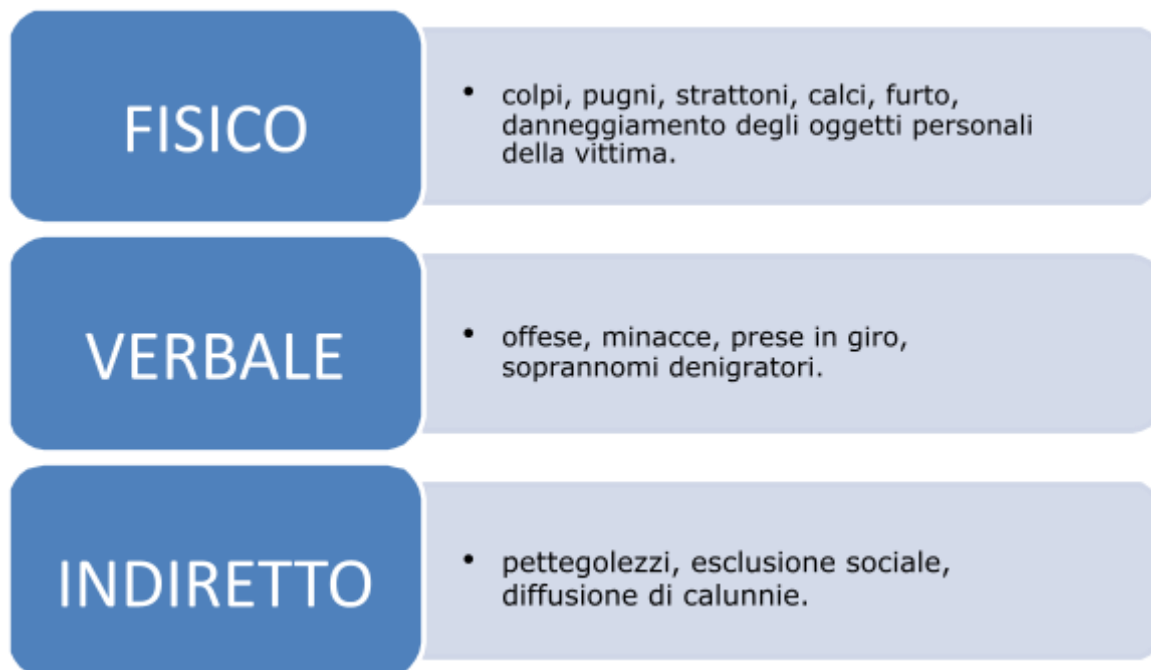 FISICO
• colpi, pugni, strattoni, calci, furto,
danneggiamento degli oggetti personali
della vittima.
VERBALE
• offese, minacce, prese in giro,
soprannomi denigratori.
INDIRETTO
• pettegolezzi, esclusione sociale,
diffusione di calunnie.